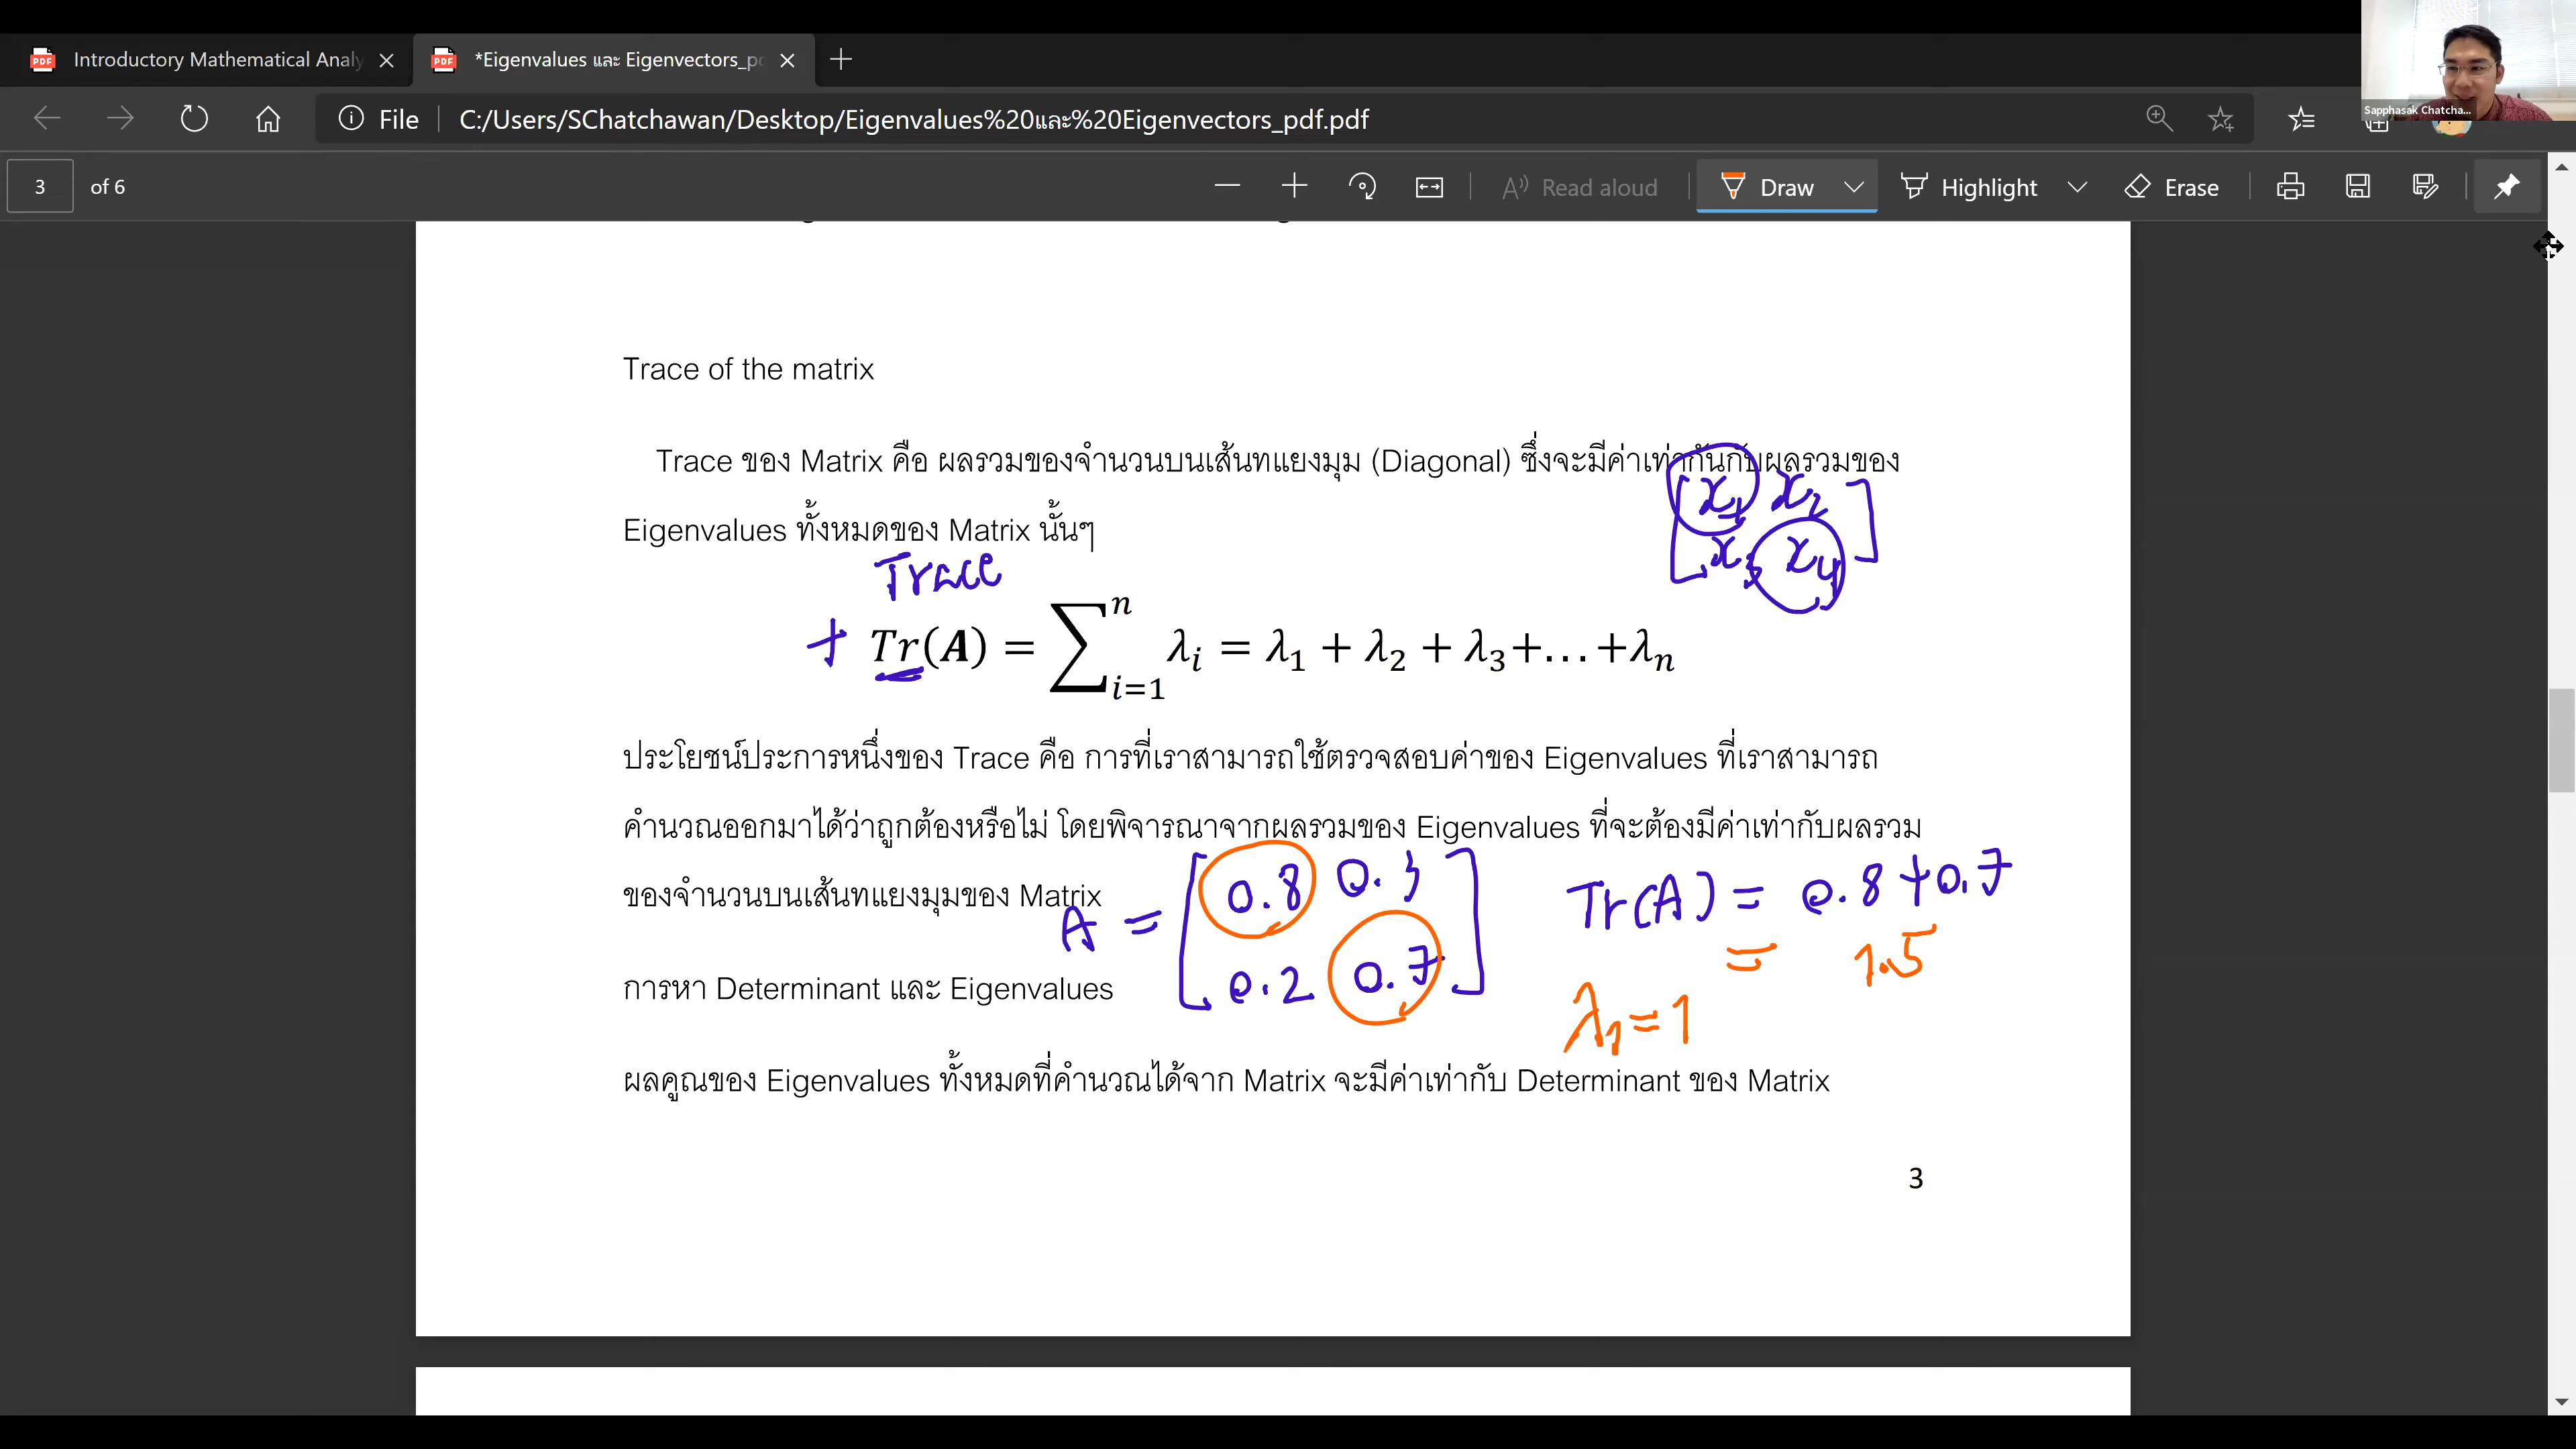 Introductory Mathematical Analy
*Eigenvalues และ Eigenvectors_p
Sapphasak Chatcha...
File
C:/Users/SChatchawan/Desktop/Eigenvalues%20และ%20Eigenvectors_pdf.pdf
3 of 6
Read aloud
Draw
Highlight
Erase
Trace of the matrix
Trace ของ Matrix คือ ผลรวมของจำนวนบนเส้นทแยงมุม (Diagonal) ซึ่งจะมีค่าเท่ากันกับผลรวมของ
[x₁ x₂
Eigenvalues ทั้งหมดของ Matrix นั้นๆ
x₃ x₄]
Trace
+ Tr(A) = ∑ⁿᵢ₌₁ λᵢ = λ₁ + λ₂ + λ₃+...+λₙ
ประโยชน์ประการหนึ่งของ Trace คือ การที่เราสามารถใช้ตรวจสอบค่าของ Eigenvalues ที่เราสามารถ
คำนวณออกมาได้ว่าถูกต้องหรือไม่ โดยพิจารณาจากผลรวมของ Eigenvalues ที่จะต้องมีค่าเท่ากับผลรวม
ของจำนวนบนเส้นทแยงมุมของ Matrix
A = [0.8 0.3
0.2 0.7]
Tr(A) = 0.8 + 0.7
= 1.5
λ₁ = 1
การหา Determinant และ Eigenvalues
ผลคูณของ Eigenvalues ทั้งหมดที่คำนวณได้จาก Matrix จะมีค่าเท่ากับ Determinant ของ Matrix
3